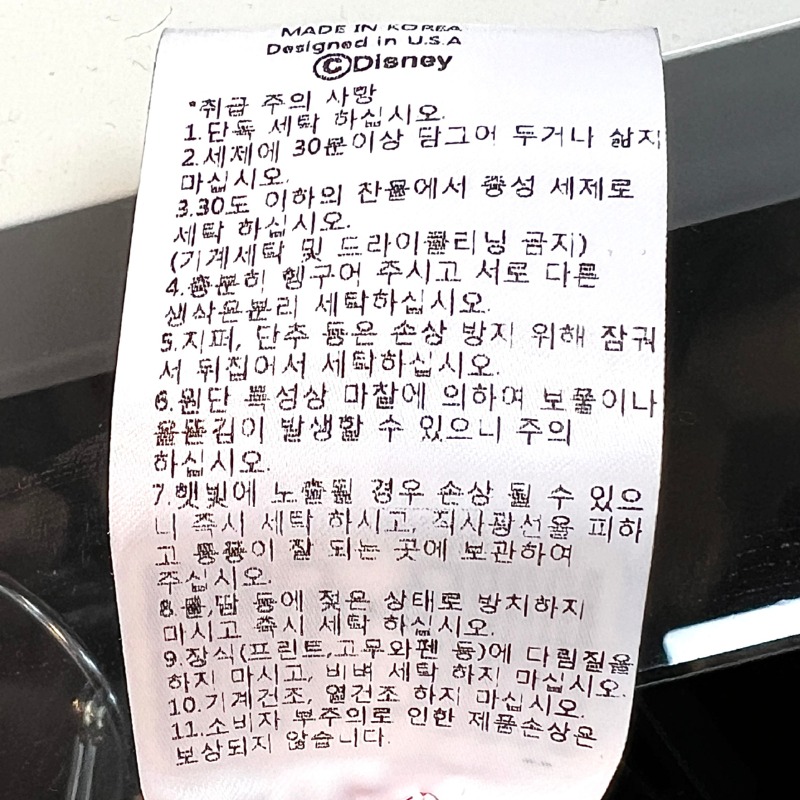 MADE IN KOREA
Designed in U.S.A
©Disney
*취급 주의 사항
1.단독 세탁 하십시오.
2.세제에 30분이상 담그어 두거나 삶지
마십시오.
3.30도 이하의 찬물에서 중성 세제로
세탁 하십시오.
(기계세탁 및 드라이클리닝 금지)
4.충분히 헹구어 주시고 서로 다른
생삭은분리 세탁하십시오.
5.지퍼, 단추 등은 손상 방지 위해 잠궈
서 뒤집어서 세탁하십시오.
6.원단 특성상 마찰에 의하여 보풀이나
올뜯김이 발생할 수 있으니 주의
하십시오.
7.햇빛에 노출될 경우 손상 될 수 있으
니 즉시 세탁 하시고, 직사광선을 피하
고 통풍이 잘 되는 곳에 보관하여
주십시오.
8.물,땀 등에 젖은 상태로 방치하지
마시고 즉시 세탁 하십시오.
9.장식(프린트,고무와펜 등)에 다림질을
하지 마시고, 비벼 세탁 하지 마십시오.
10.기계건조, 열건조 하지 마십시오.
11.소비자 부주의로 인한 제품손상은
보상되지 않습니다.